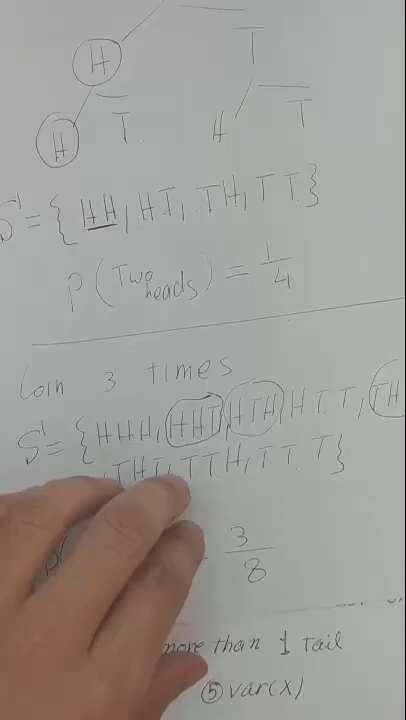 H
T
H
T
H
T
S = { HH, HT, TH, TT }
P (Two heads) = 1/4
Coin 3 times
S = { HHH, HHT, HTH, HTT, TH
, THT, TTH, TTT }
3/8
more than 1 tail
⑤ var(x)